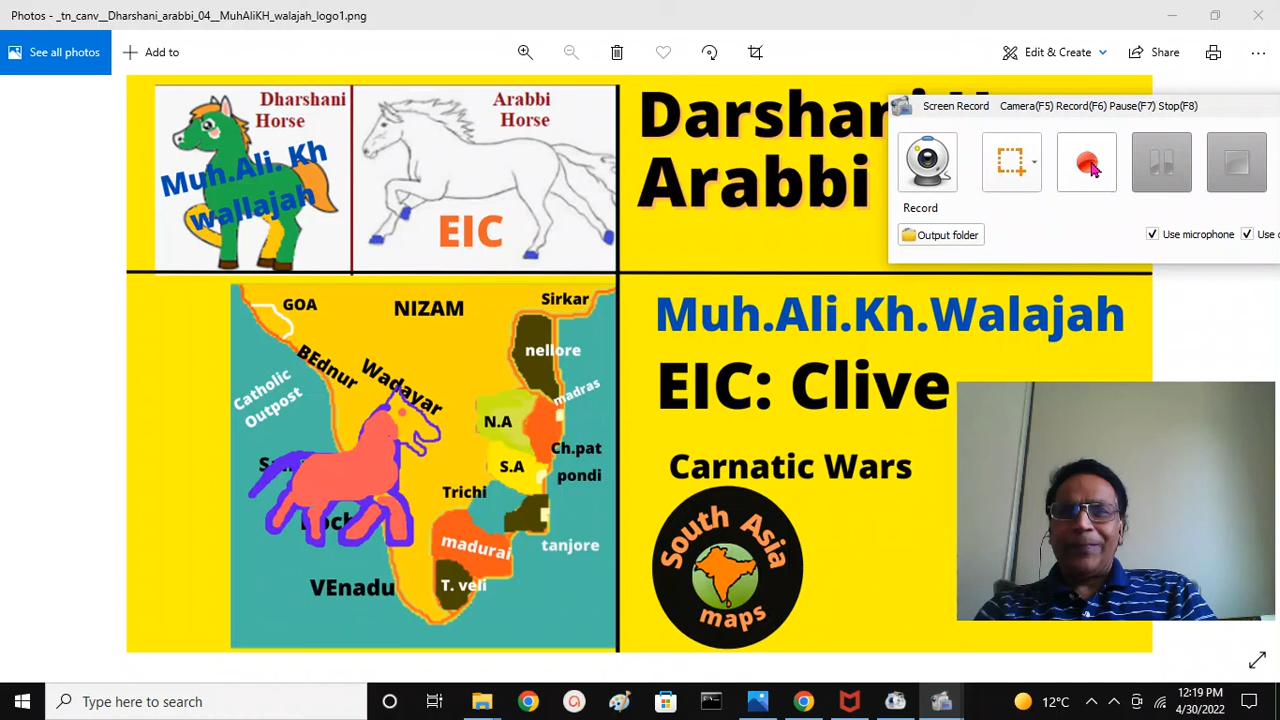 Photos - _tn_canv__Dharshani_arabbi_04__MuhAliKH_walajah_logo1.png
See all photos
Add to
Edit & Create
Share
Dharshani
Horse
Muh.Ali. Kh
wallajah
Arabbi
Horse
EIC
Darshani
Arabbi
Screen Record Camera(F5) Record(F6) Pause(F7) Stop(F8)
Record
Output folder
Use microphone
Use
GOA
NIZAM
Sirkar
nellore
BEdnur
Wadayar
madras
Catholic
Outpost
N.A
Ch.pat
S.A
pondi
Trichi
tanjore
madurai
VEnadu
T. veli
Muh.Ali.Kh.Walajah
EIC: Clive
Carnatic Wars
South Asia
maps
Type here to search
12°C
12:19 PM
4/30/2022